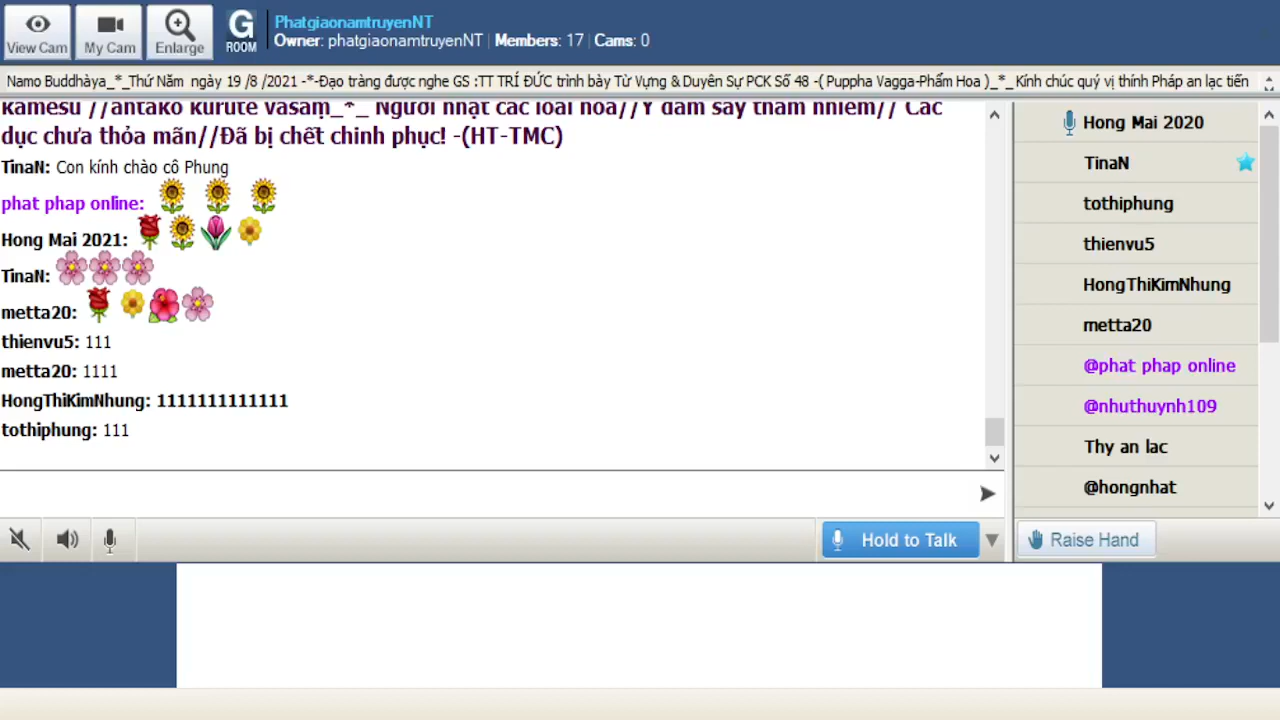 PhatgiaonamtruyenNT
View Cam My Cam Enlarge G ROOM Owner: phatgiaonamtruyenNT | Members: 17 | Cams: 0
Namo Buddhàya_*_Thứ Năm ngày 19 /8 /2021 -*-Đạo tràng được nghe GS :TT TRÍ ĐỨC trình bày Từ Vựng & Duyên Sự PCK Số 48 -( Puppha Vagga-Phẩm Hoa )_*_Kính chúc quý vị thính Pháp an lạc tiến
kamesu //antako kurute vasaṃ_*_ Người nhặt các loài hoa//Ý đắm say tham nhiễm// Các
dục chưa thỏa mãn//Đã bị chết chinh phục! -(HT-TMC)
TinaN: Con kính chào cô Phung
phat phap online:
Hong Mai 2021:
TinaN:
metta20:
thienvu5: 111
metta20: 1111
HongThiKimNhung: 1111111111111
tothiphung: 111
Hong Mai 2020
TinaN
tothiphung
thienvu5
HongThiKimNhung
metta20
@phat phap online
@nhuthuynh109
Thy an lac
@hongnhat
Hold to Talk
Raise Hand